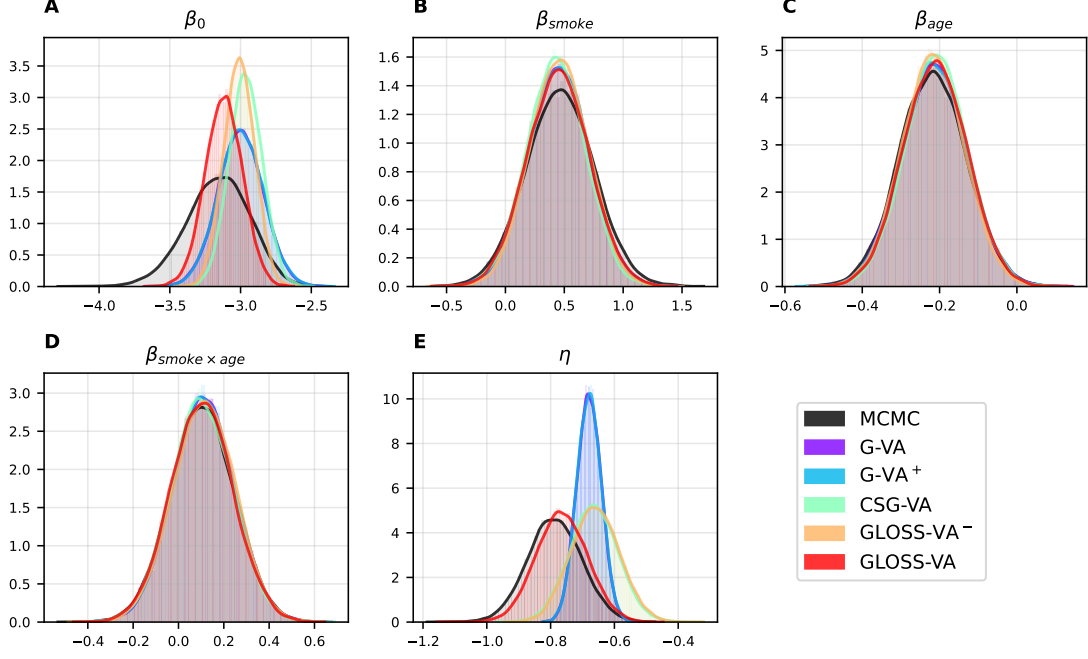 A
β0
3.5
3.0
2.5
2.0
1.5
1.0
0.5
0.0
−4.0 −3.5 −3.0 −2.5
B
βsmoke
1.6
1.4
1.2
1.0
0.8
0.6
0.4
0.2
0.0
−0.5 0.0 0.5 1.0 1.5
C
βage
5
4
3
2
1
0
−0.6 −0.4 −0.2 0.0
D
βsmoke × age
3.0
2.5
2.0
1.5
1.0
0.5
0.0
−0.4 −0.2 0.0 0.2 0.4 0.6
E
η
10
8
6
4
2
0
−1.2 −1.0 −0.8 −0.6 −0.4
MCMC
G-VA
G-VA+
CSG-VA
GLOSS-VA−
GLOSS-VA